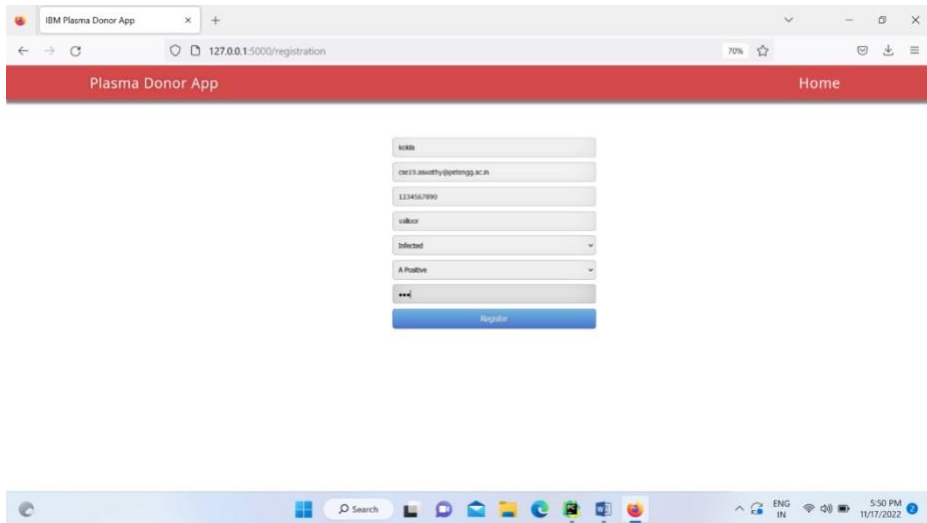 IBM Plasma Donor App
127.0.0.1:5000/registration
70%
Plasma Donor App
Home
kokila
cse19.aswathy@petengg.ac.in
1234567890
valloor
Infected
A Positive
Register
Search
ENG
IN
5:50 PM
11/17/2022
2